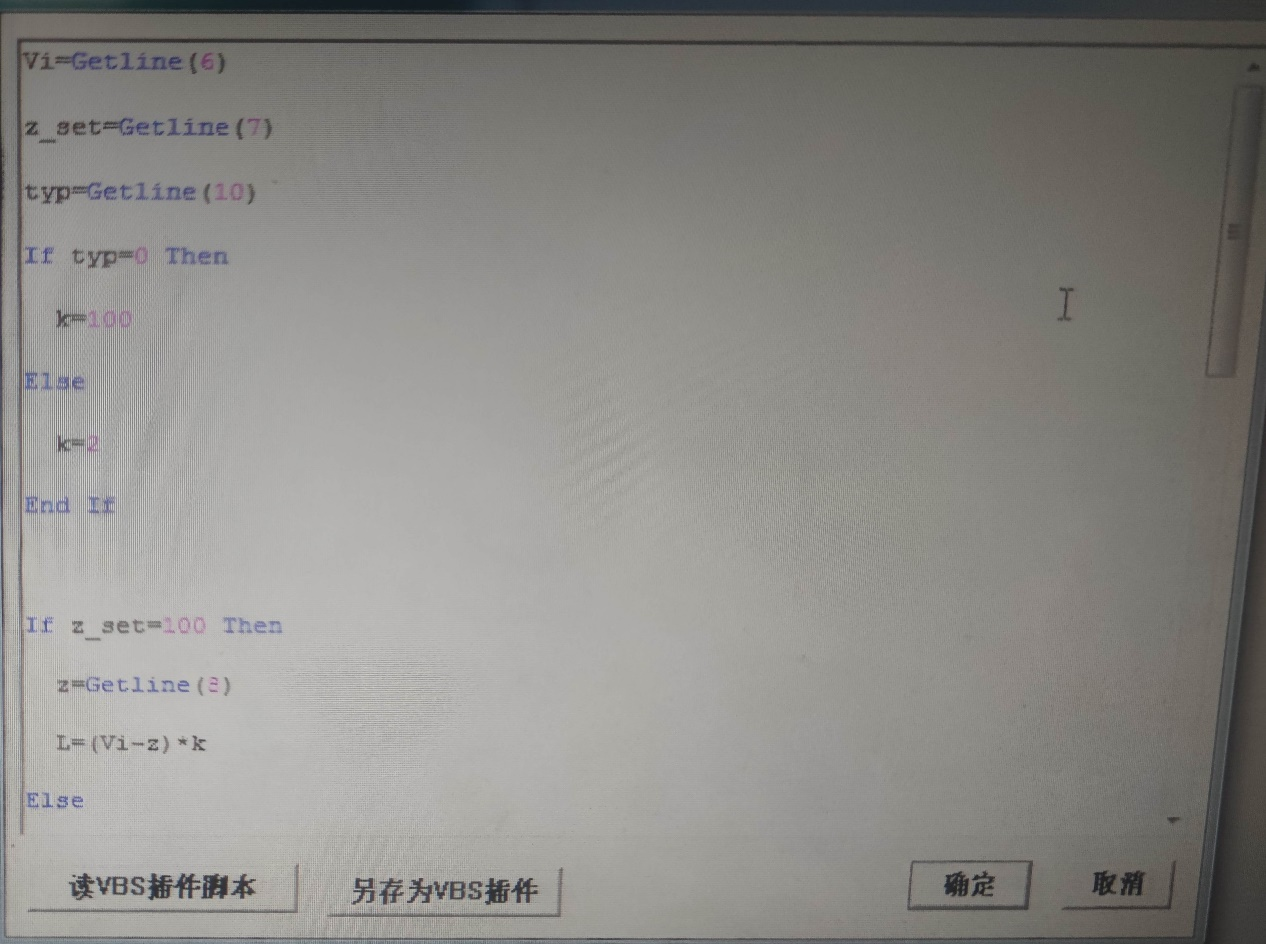 Vi=Getline(6)
z_set=Getline(7)
typ=Getline(10)
If typ=0 Then
k=100
Else
k=2
End If
If z_set=100 Then
z=Getline(8)
L=(Vi-z)*k
Else
读VBS插件脚本
另存为VBS插件
确定
取消